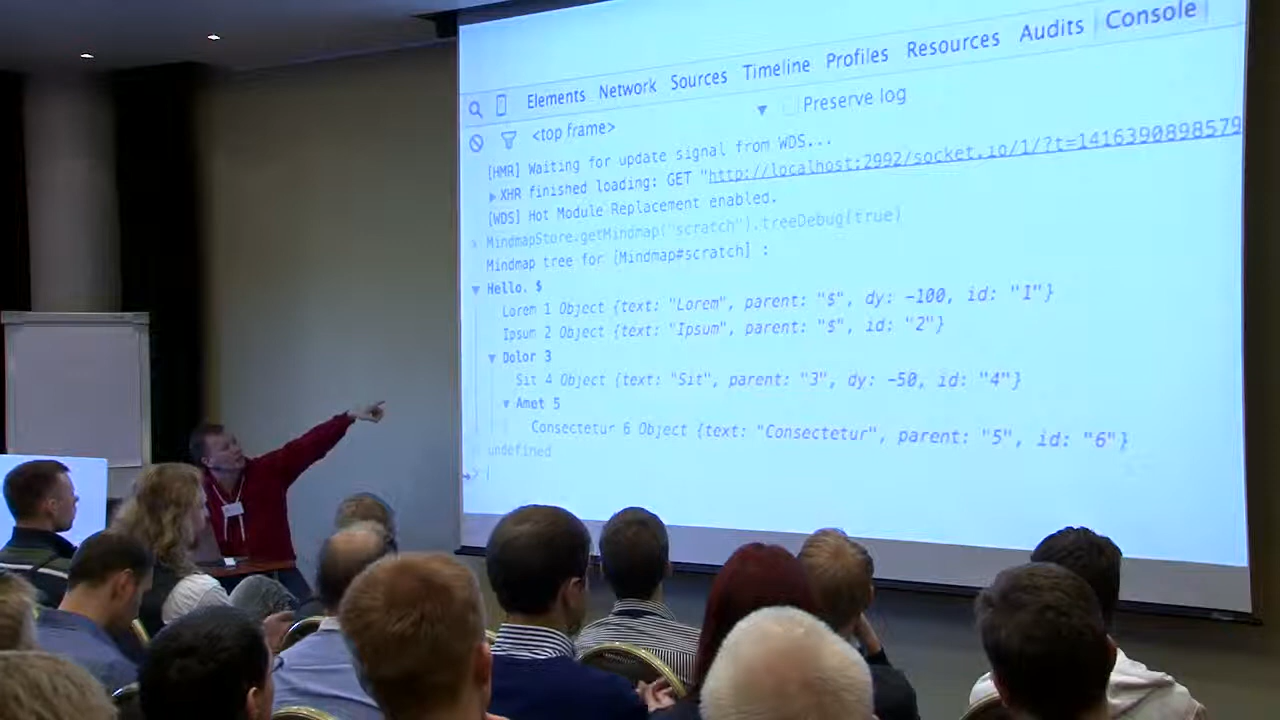 Elements Network Sources Timeline Profiles Resources Audits Console
<top frame> Preserve log
[HMR] Waiting for update signal from WDS...
XHR finished loading: GET "http://localhost:2992/socket.io/1/?t=1416390898579
[WDS] Hot Module Replacement enabled.
MindmapStore.getMindmap("scratch").treeDebug(true)
Mindmap tree for [Mindmap#scratch] :
Hello. $
Lorem 1 Object {text: "Lorem", parent: "$", dy: -100, id: "1"}
Ipsum 2 Object {text: "Ipsum", parent: "$", id: "2"}
Dolor 3
Sit 4 Object {text: "Sit", parent: "3", dy: -50, id: "4"}
Amet 5
Consectetur 6 Object {text: "Consectetur", parent: "5", id: "6"}
undefined